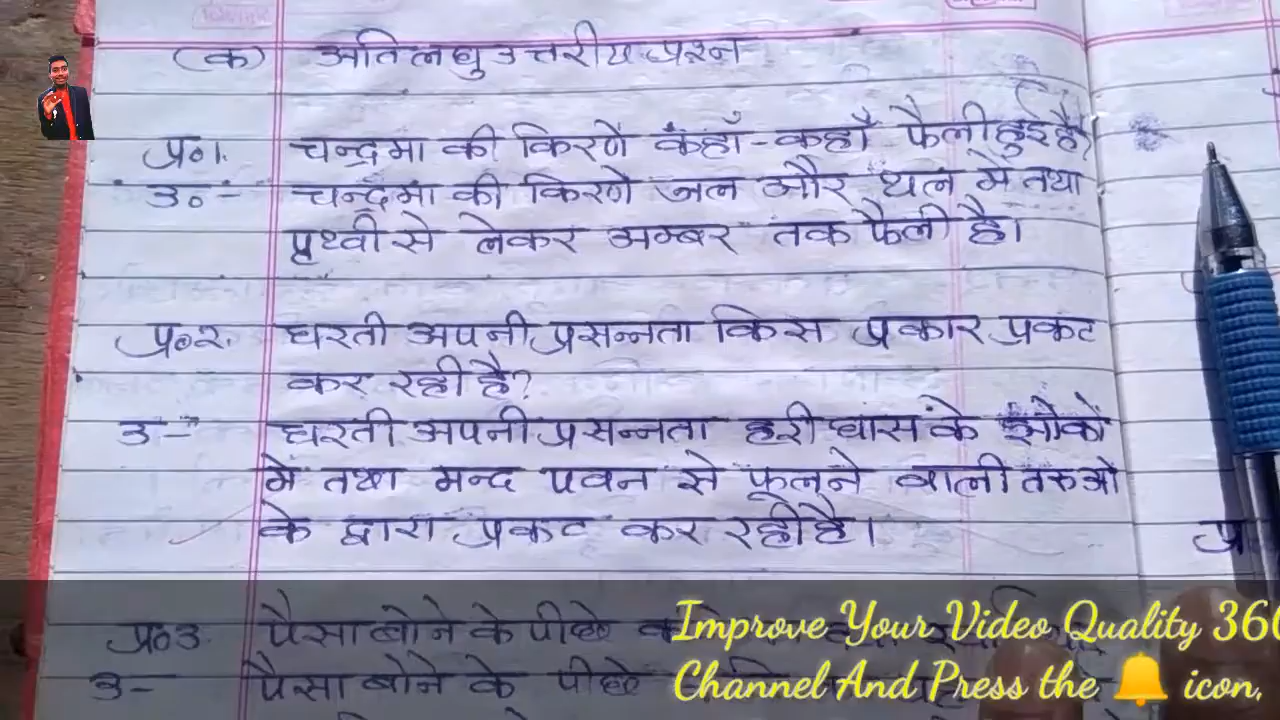 (क) अति लघु उत्तरीय प्रश्न
प्र०1. चन्द्रमा की किरणें कहाँ-कहाँ फैली हुई है?
उ०- चन्द्रमा की किरणे जल और थल में तथा
पृथ्वी से लेकर अम्बर तक फैली है।
प्र०२. धरती अपनी प्रसन्नता किस प्रकार प्रकट
कर रही है?
उ- धरती अपनी प्रसन्नता हरी घास के झोकों
मे तथा मन्द पवन से फूलने वाली तरुओ
के द्वारा प्रकट कर रही है।
प्र
प्र०3. पैसा बोने के पीछे
उ- पैसा बोने के पीछे
Improve Your Video Quality 360
Channel And Press the 🔔 icon.